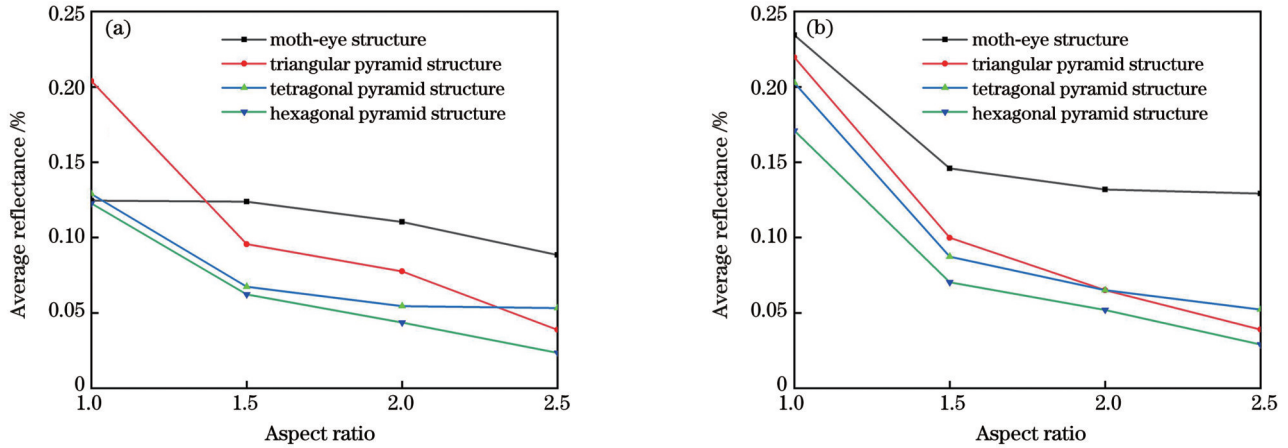 0.25
0.20
0.15
0.10
0.05
0
Average reflectance /%
(a)
moth-eye structure
triangular pyramid structure
tetragonal pyramid structure
hexagonal pyramid structure
1.0 1.5 2.0 2.5
Aspect ratio
0.25
0.20
0.15
0.10
0.05
0
Average reflectance /%
(b)
moth-eye structure
triangular pyramid structure
tetragonal pyramid structure
hexagonal pyramid structure
1.0 1.5 2.0 2.5
Aspect ratio